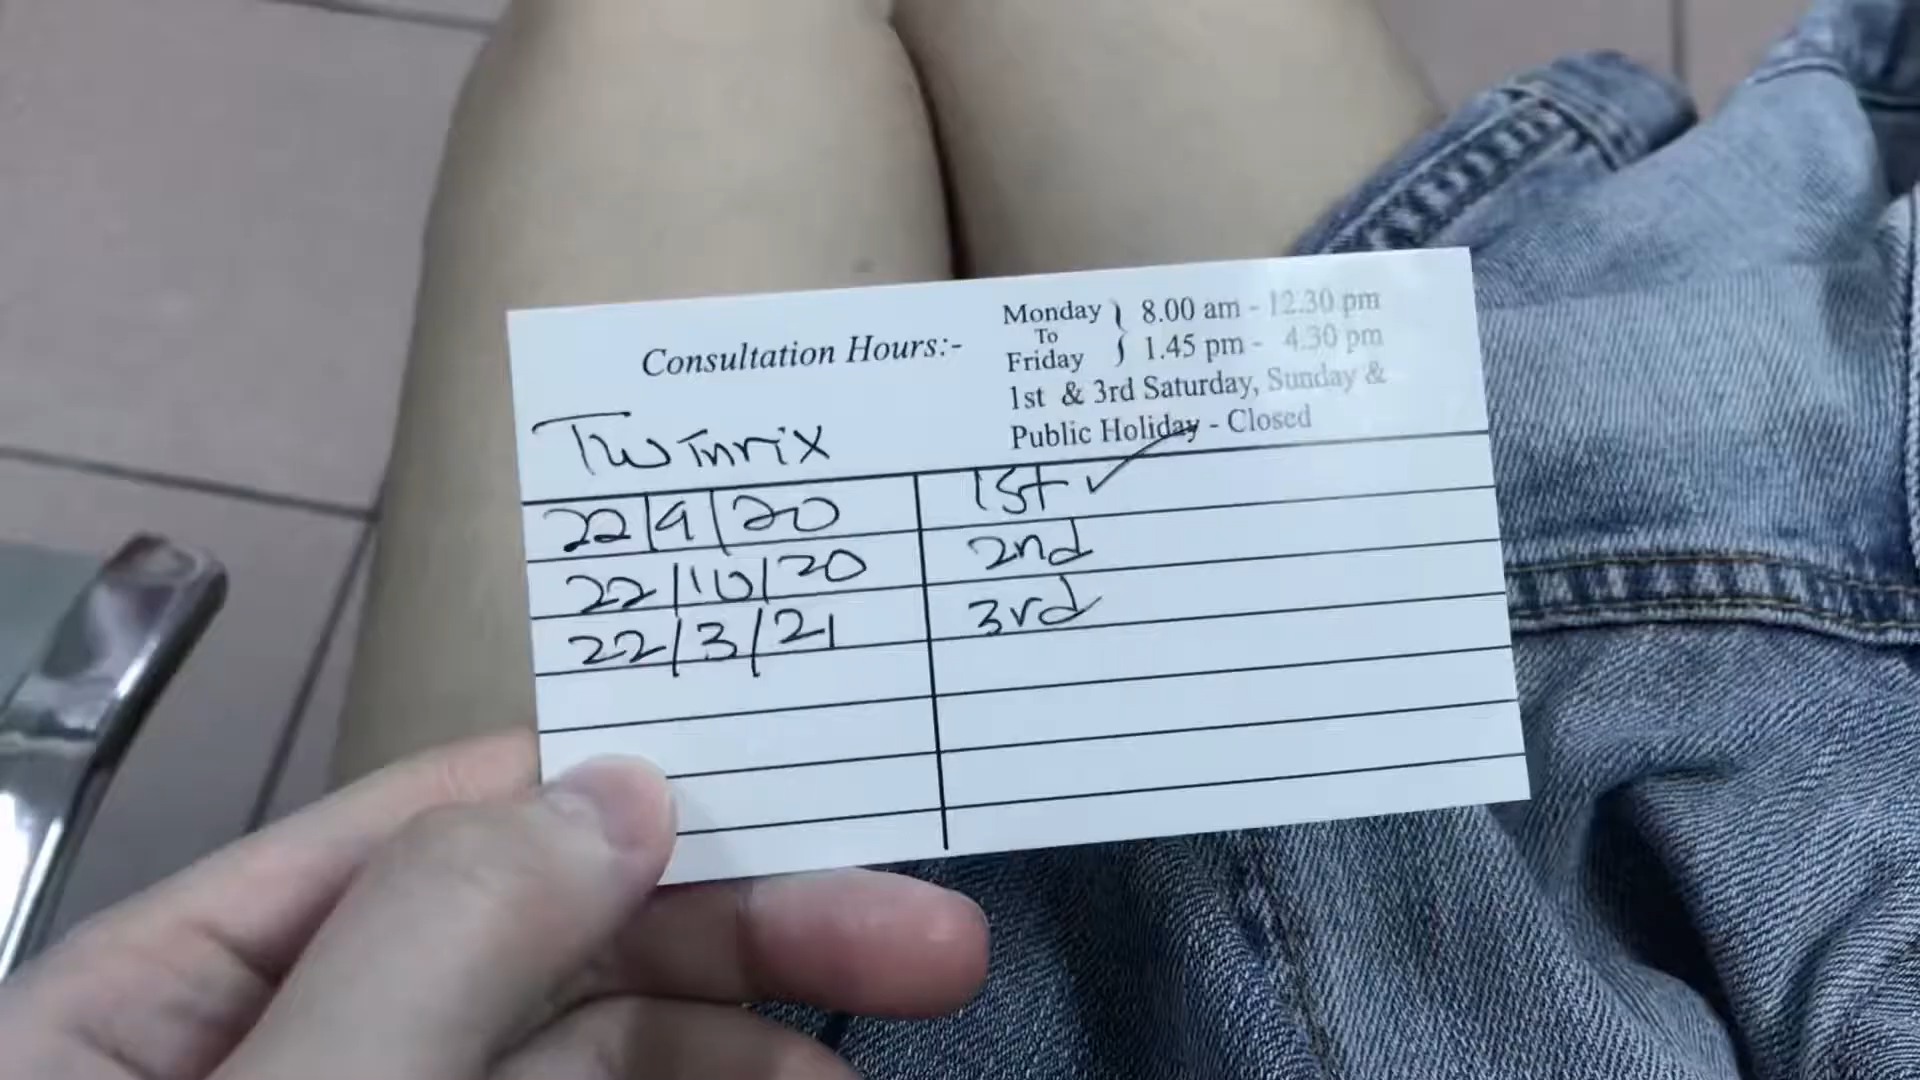 Consultation Hours:-
Monday To Friday } 8.00 am - 12.30 pm
1.45 pm - 4.30 pm
1st & 3rd Saturday, Sunday &
Public Holiday - Closed
Twinrix
22/9/20 1st ✓
22/10/20 2nd
22/3/21 3rd